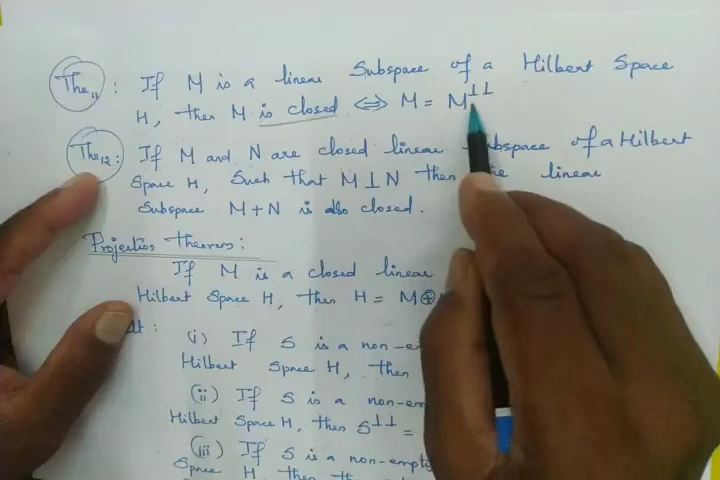 The₁₁: If M is a linear Subspace of a Hilbert Space
H, then M is closed ⟺ M = M⊥⊥
The₁₂: If M and N are closed linear subspace of a Hilbert
Space H, Such that M⊥N then the linear
Subspace M+N is also closed.
Projection theorem:
If M is a closed linear
Hilbert Space H, then H = M⊕
(i) If S is a non-
Hilbert Space H, then
(ii) If S is a non-em
Hilbert Space H, then S⊥⊥ =
(iii) If S is a non-empty
Space H, then